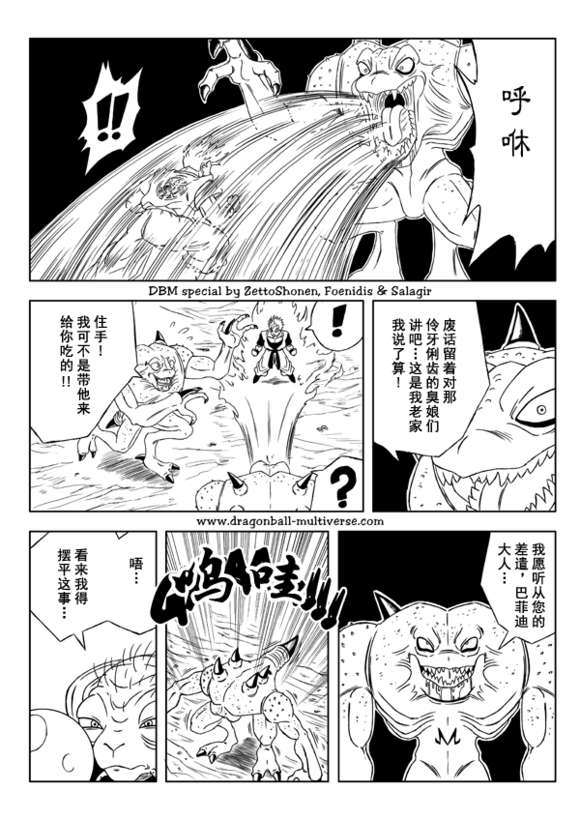 呼
咻
!!
DBM special by ZettoShonen, Foenidis & Salagir
废话留着对那
伶牙俐齿的臭娘们
讲吧…这是我老家
我说了算！
!
住手！
我可不是带他来
给你吃的!!
?
www.dragonball-multiverse.com
我愿听从您的
差遣，巴菲迪
大人…
M
呜哇!!!
唔…
看来我得
摆平这事…